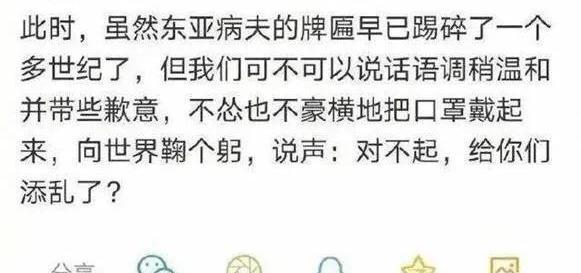 此时，虽然东亚病夫的牌匾早已踢碎了一个
多世纪了，但我们可不可以说话语调稍温和
并带些歉意，不怂也不豪横地把口罩戴起
来，向世界鞠个躬，说声：对不起，给你们
添乱了？
分享